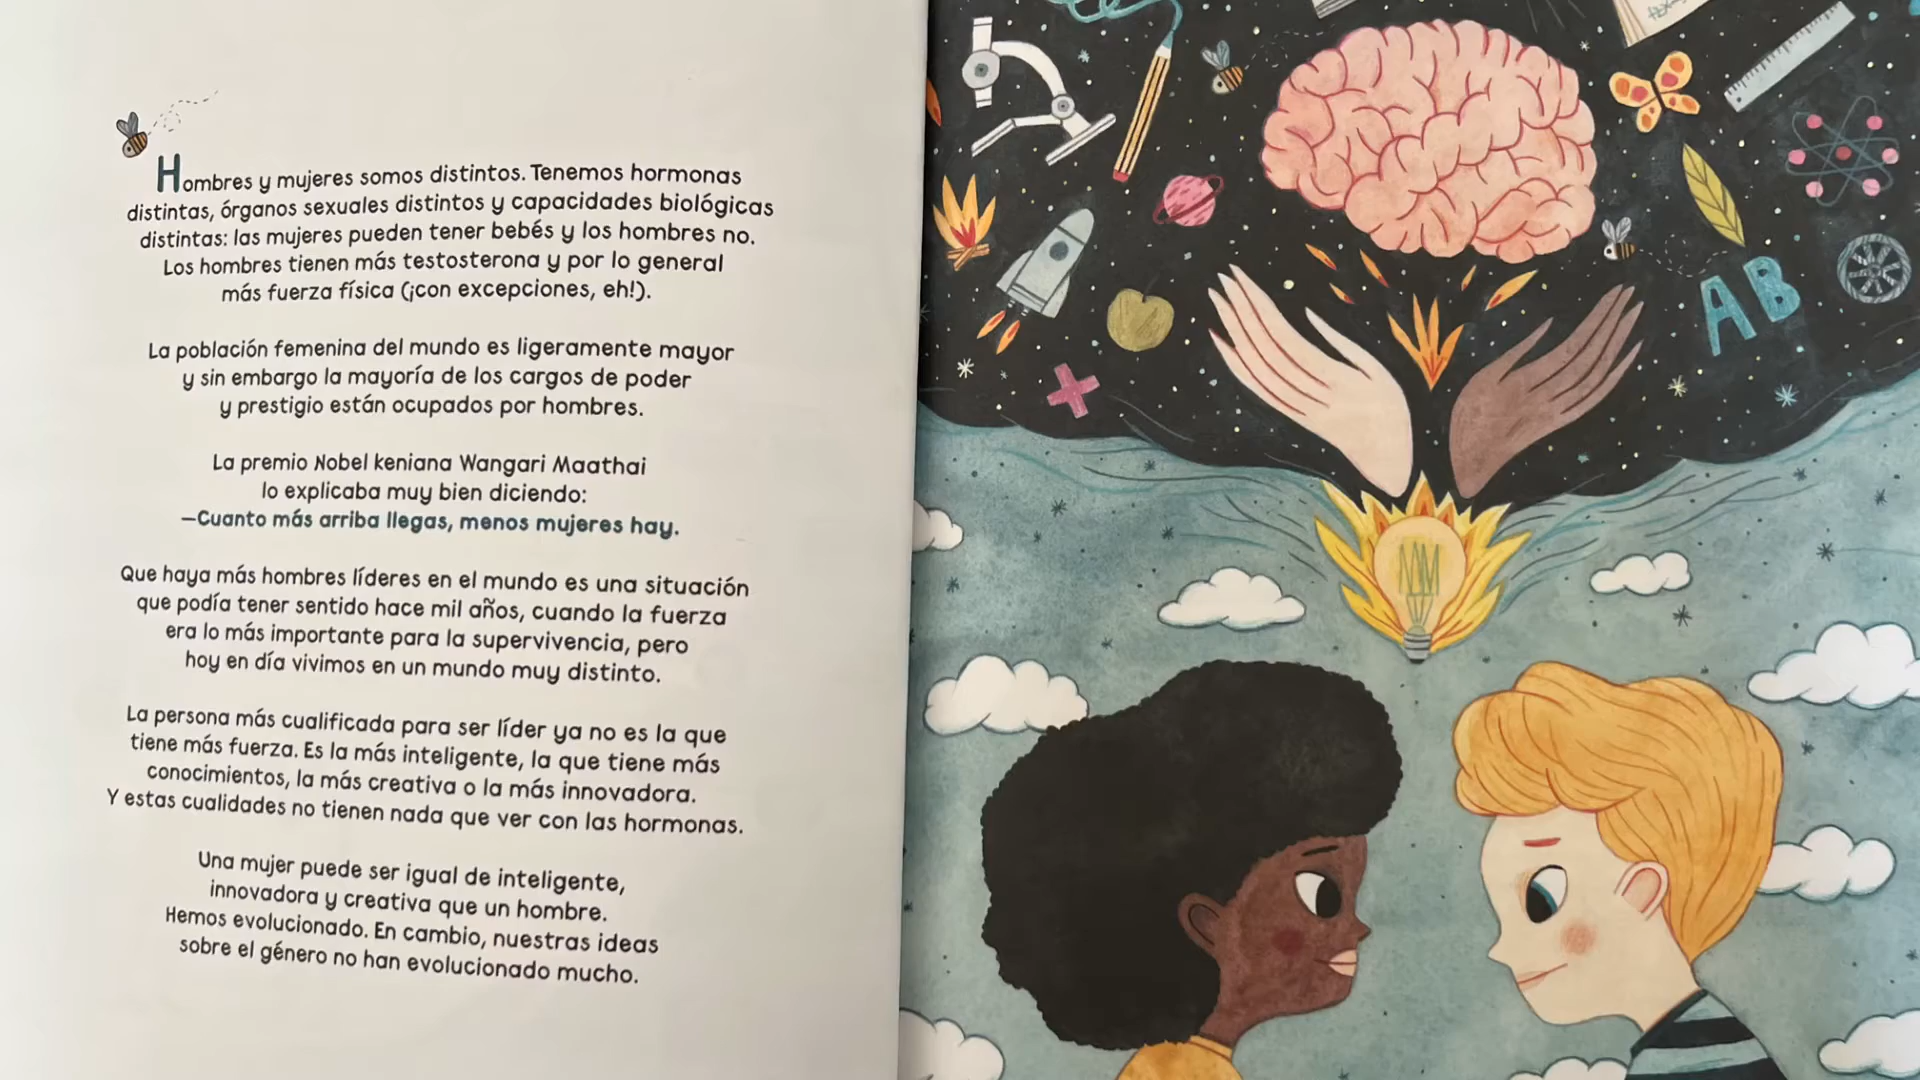 Hombres y mujeres somos distintos. Tenemos hormonas
distintas, órganos sexuales distintos y capacidades biológicas
distintas: las mujeres pueden tener bebés y los hombres no.
Los hombres tienen más testosterona y por lo general
más fuerza física (¡con excepciones, eh!).
La población femenina del mundo es ligeramente mayor
y sin embargo la mayoría de los cargos de poder
y prestigio están ocupados por hombres.
La premio Nobel keniana Wangari Maathai
lo explicaba muy bien diciendo:
—Cuanto más arriba llegas, menos mujeres hay.
Que haya más hombres líderes en el mundo es una situación
que podía tener sentido hace mil años, cuando la fuerza
era lo más importante para la supervivencia, pero
hoy en día vivimos en un mundo muy distinto.
La persona más cualificada para ser líder ya no es la que
tiene más fuerza. Es la más inteligente, la que tiene más
conocimientos, la más creativa o la más innovadora.
Y estas cualidades no tienen nada que ver con las hormonas.
Una mujer puede ser igual de inteligente,
innovadora y creativa que un hombre.
Hemos evolucionado. En cambio, nuestras ideas
sobre el género no han evolucionado mucho.
AB